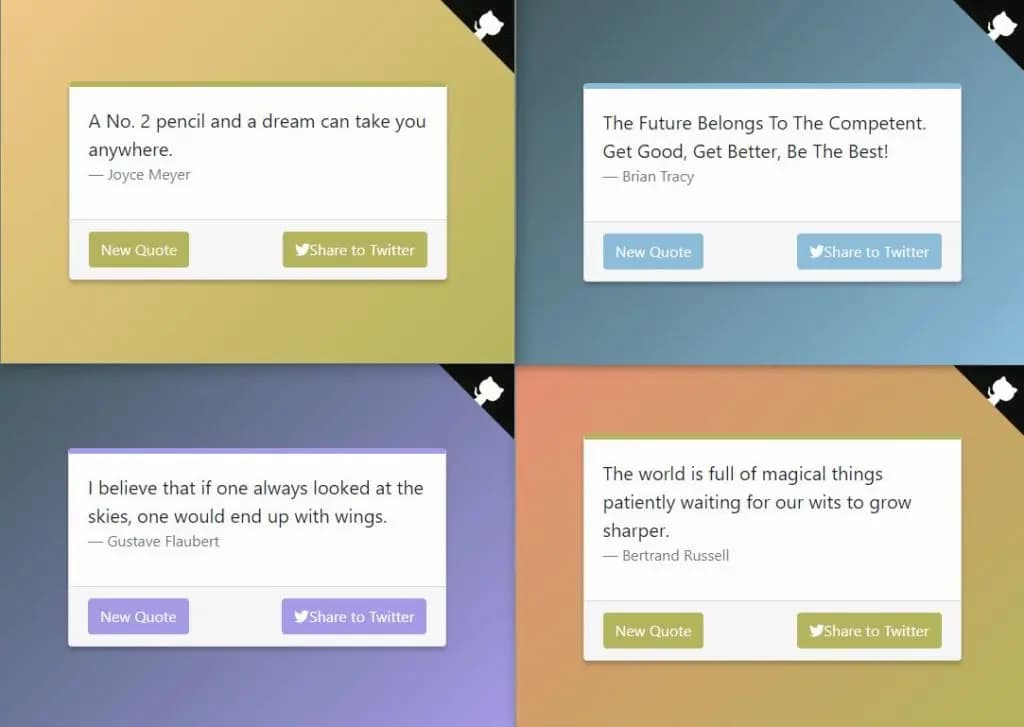 A No. 2 pencil and a dream can take you
anywhere.
— Joyce Meyer
New Quote
Share to Twitter
The Future Belongs To The Competent.
Get Good, Get Better, Be The Best!
— Brian Tracy
New Quote
Share to Twitter
I believe that if one always looked at the
skies, one would end up with wings.
— Gustave Flaubert
New Quote
Share to Twitter
The world is full of magical things
patiently waiting for our wits to grow
sharper.
— Bertrand Russell
New Quote
Share to Twitter